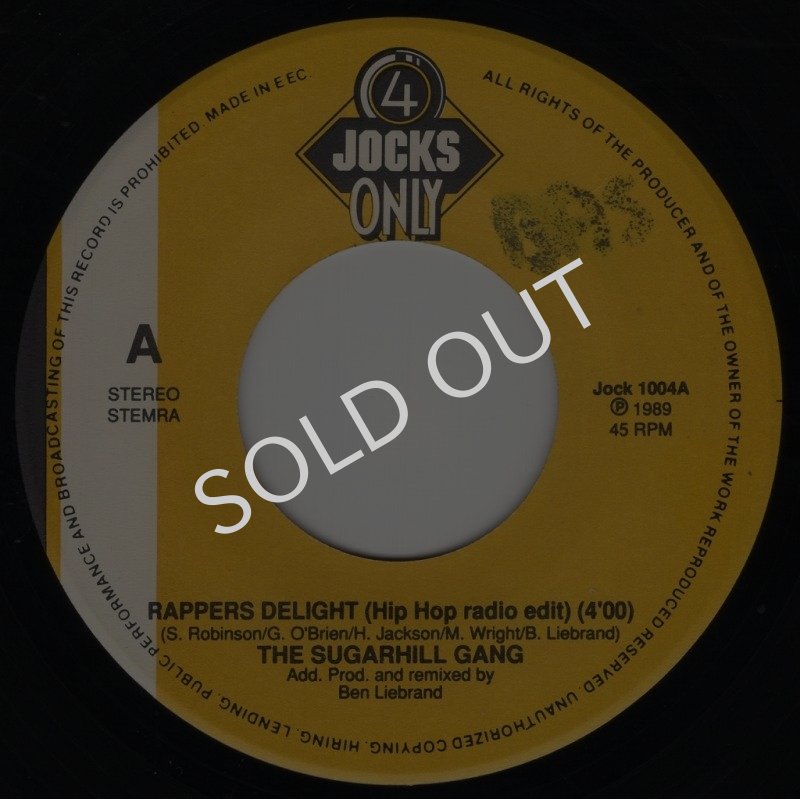 4
JOCKS
ONLY
PUBLIC PERFORMANCE AND BROADCASTING OF THIS RECORD IS PROHIBITED. MADE IN EEC.
ALL RIGHTS OF THE PRODUCER AND OF THE OWNER OF THE WORK REPRODUCED RESERVED. UNAUTHORIZED COPYING. HIRING. LENDING.
A
STEREO
STEMRA
Jock 1004A
Ⓟ 1989
45 RPM
SOLD OUT
RAPPERS DELIGHT (Hip Hop radio edit) (4'00)
(S. Robinson/G. O'Brien/H. Jackson/M. Wright/B. Liebrand)
THE SUGARHILL GANG
Add. Prod. and remixed by
Ben Liebrand